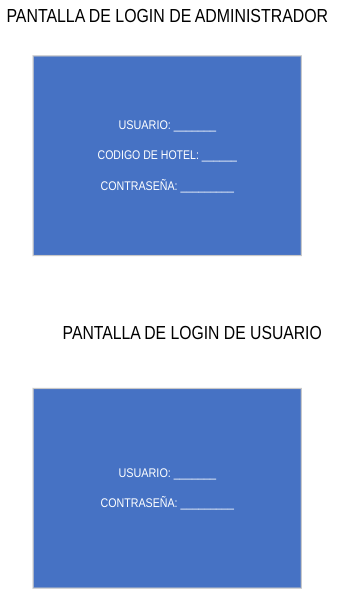 PANTALLA DE LOGIN DE ADMINISTRADOR
USUARIO: _______
CODIGO DE HOTEL: ______
CONTRASEÑA: _________
PANTALLA DE LOGIN DE USUARIO
USUARIO: _______
CONTRASEÑA: _________